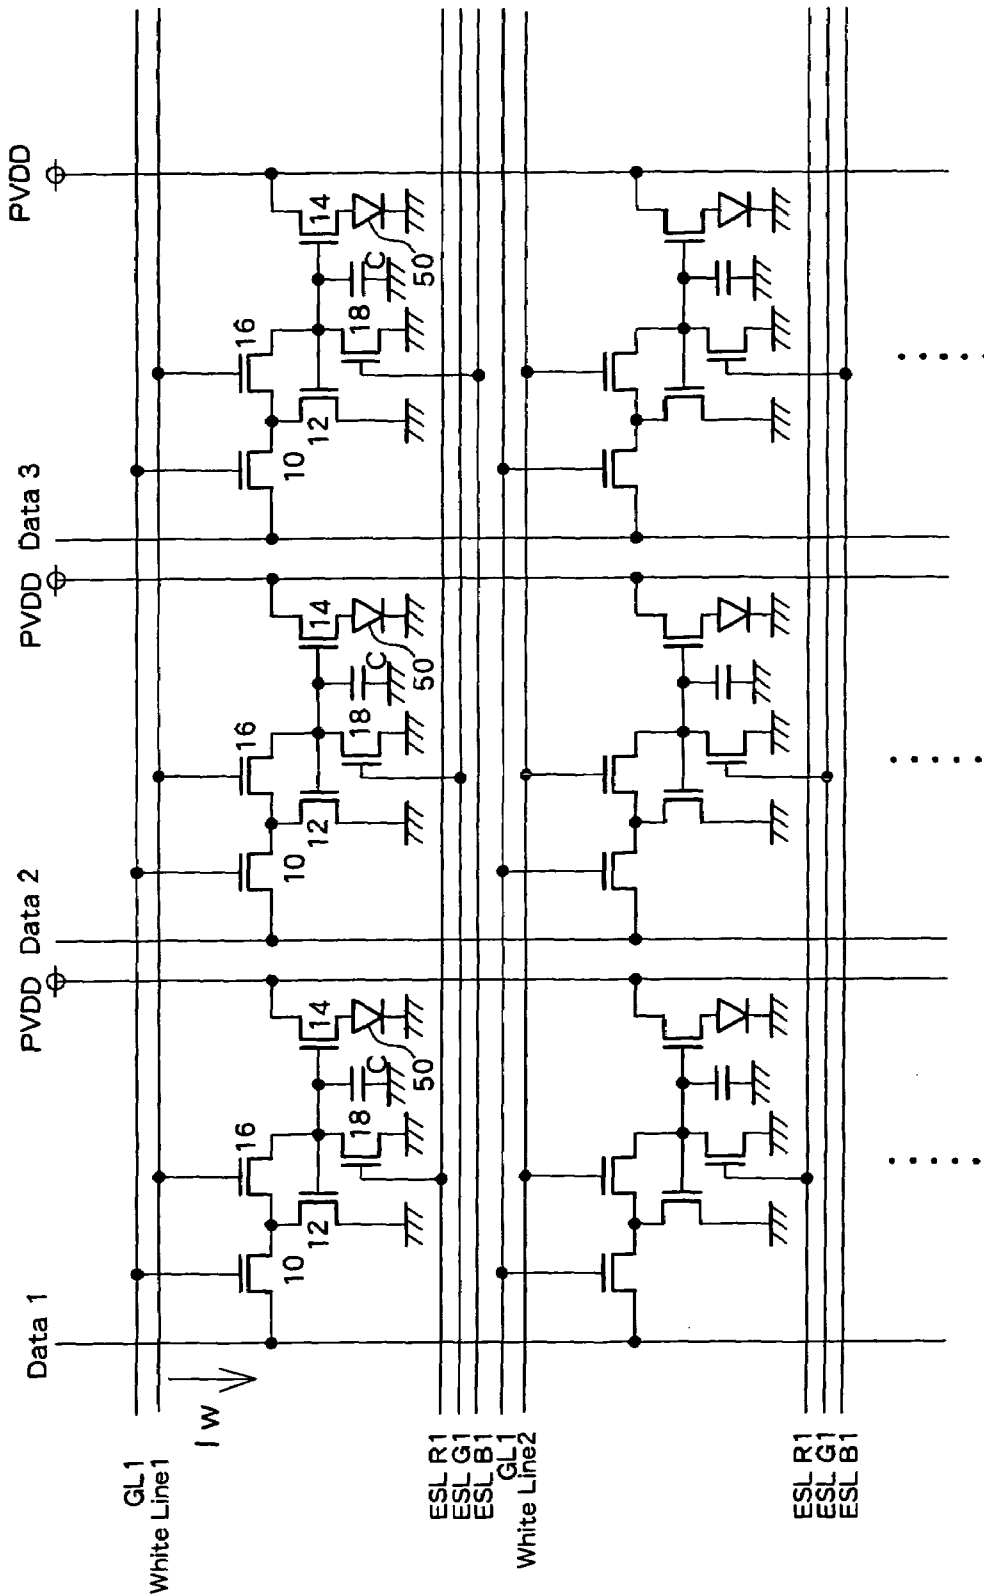 Data 1
PVDD
Data 2
PVDD
Data 3
PVDD
GL1
White Line1
I W
10
16
12
18
14
C
50
10
16
12
18
14
C
50
10
16
12
18
14
C
50
ESL R1
ESL G1
ESL B1
GL1
White Line2
ESL R1
ESL G1
ESL B1